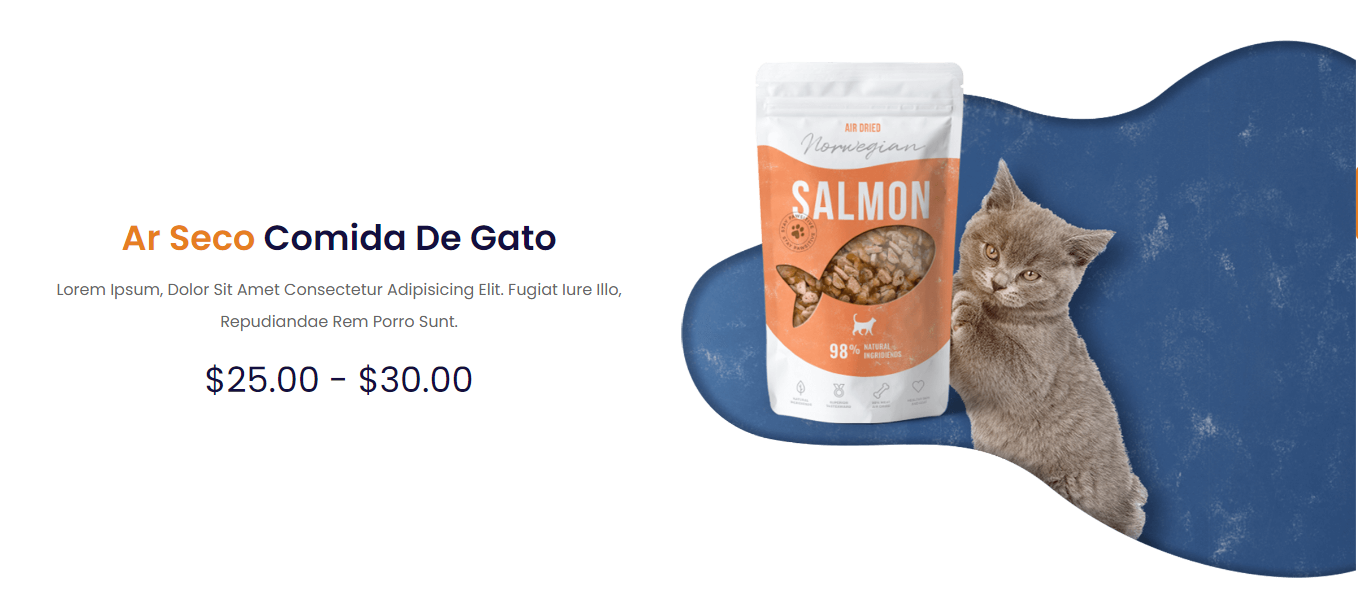 Ar Seco Comida De Gato
Lorem Ipsum, Dolor Sit Amet Consectetur Adipisicing Elit. Fugiat Iure Illo,
Repudiandae Rem Porro Sunt.
$25.00 - $30.00
AIR DRIED
Norwegian
SALMON
98% NATURAL
INGRIDIENDS